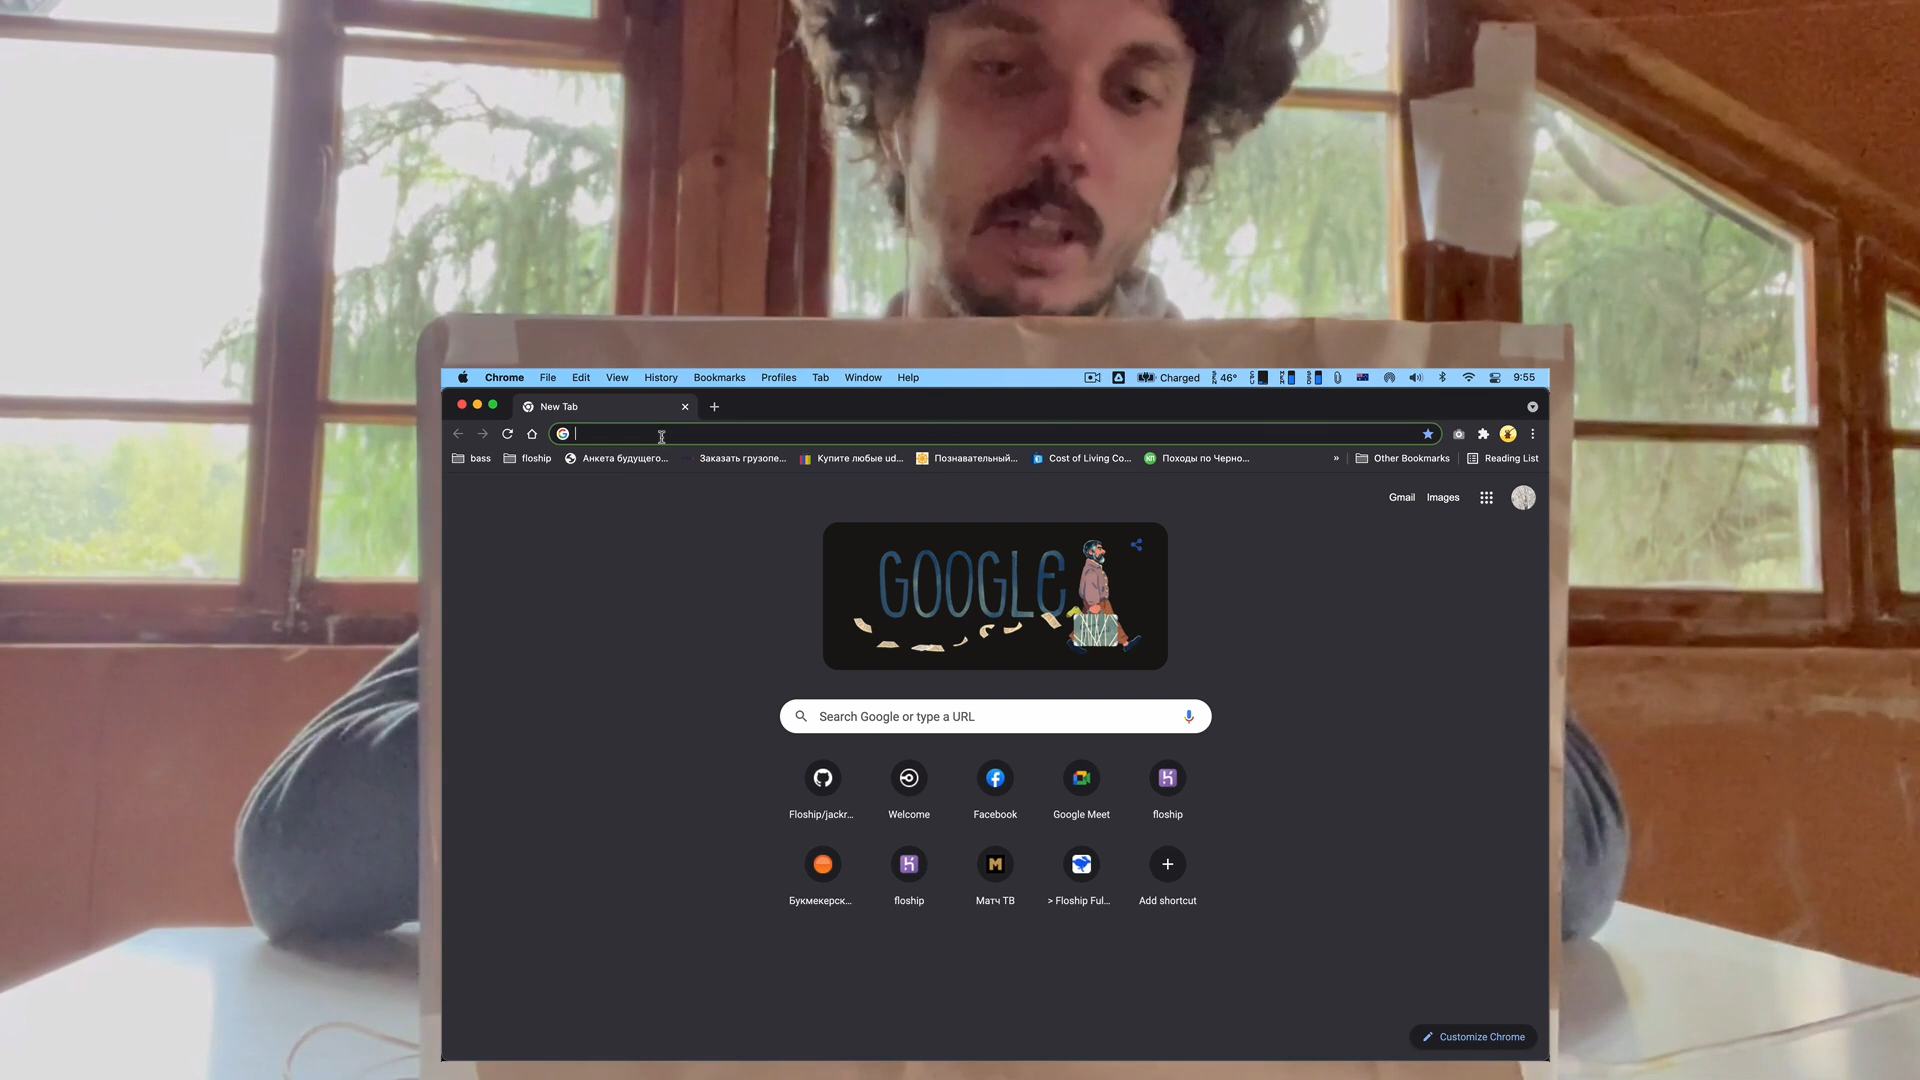 Chrome File Edit View History Bookmarks Profiles Tab Window Help Charged 46° 9:55
New Tab
bass floship Анкета будущего... Заказать грузопе... Купите любые ud... Познавательный... Cost of Living Co... Походы по Черно... » Other Bookmarks Reading List
Gmail Images
GOOGLE
Search Google or type a URL
Floship/jackr... Welcome Facebook Google Meet floship
Букмекерск... floship Матч ТВ > Floship Ful... Add shortcut
Customize Chrome